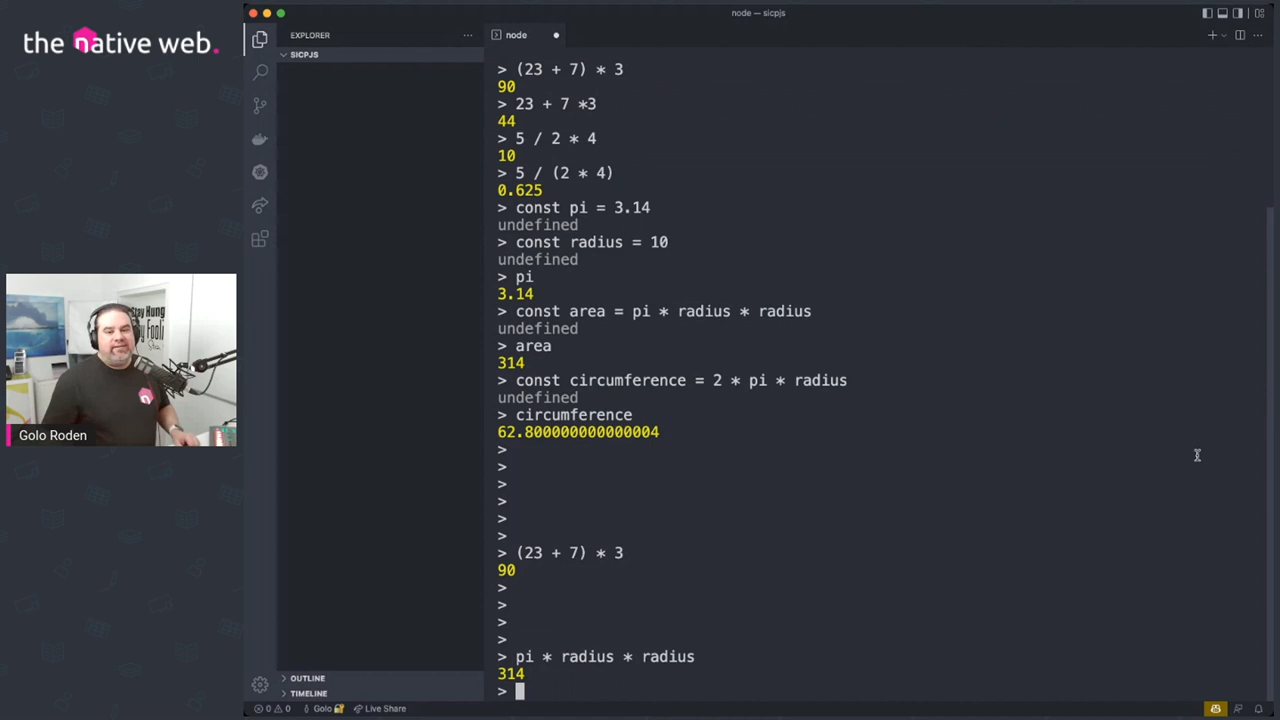 the native web.
node — sicpjs
EXPLORER
SICPJS
node
> (23 + 7) * 3
90
> 23 + 7 *3
44
> 5 / 2 * 4
10
> 5 / (2 * 4)
0.625
> const pi = 3.14
undefined
> const radius = 10
undefined
> pi
3.14
> const area = pi * radius * radius
undefined
> area
314
> const circumference = 2 * pi * radius
undefined
> circumference
62.800000000000004
>
>
>
>
>
>
> (23 + 7) * 3
90
>
>
>
>
> pi * radius * radius
314
>
Stay Hung
Fooli
Golo Roden
OUTLINE
TIMELINE
0 0 Golo Live Share